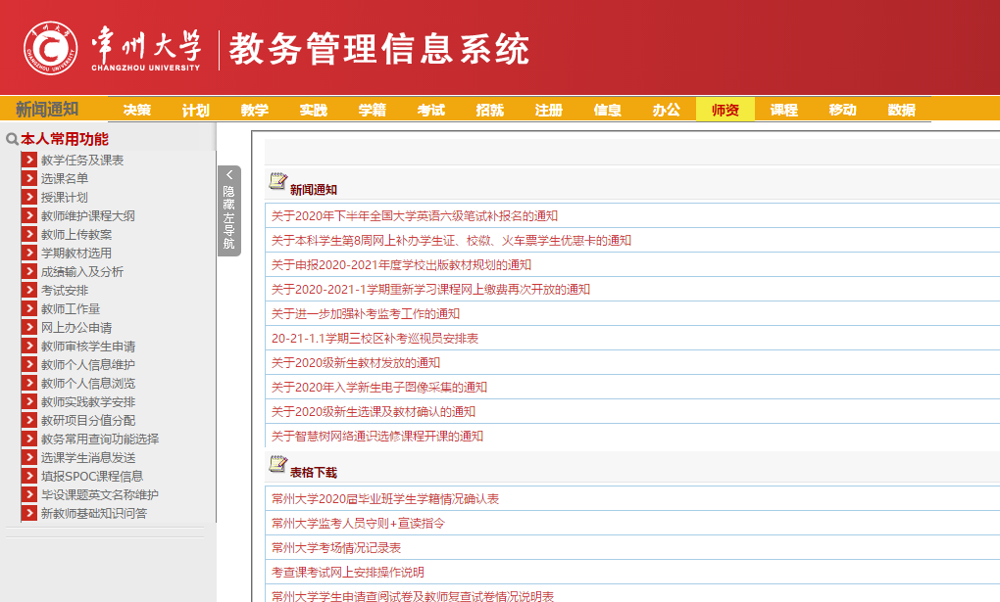 常州大学
CHANGZHOU UNIVERSITY
教务管理信息系统
新闻通知 决策 计划 教学 实践 学籍 考试 招就 注册 信息 办公 师资 课程 移动 数据
本人常用功能
教学任务及课表
选课名单
授课计划
教师维护课程大纲
教师上传教案
学期教材选用
成绩输入及分析
考试安排
教师工作量
网上办公申请
教师审核学生申请
教师个人信息维护
教师个人信息浏览
教师实践教学安排
教研项目分值分配
教务常用查询功能选择
选课学生消息发送
填报SPOC课程信息
毕设课题英文名称维护
新教师基础知识问答
隐藏左导航
新闻通知
关于2020年下半年全国大学英语六级笔试补报名的通知
关于本科学生第8周网上补办学生证、校徽、火车票学生优惠卡的通知
关于申报2020-2021年度学校出版教材规划的通知
关于2020-2021-1学期重新学习课程网上缴费再次开放的通知
关于进一步加强补考监考工作的通知
20-21-1.1学期三校区补考巡视员安排表
关于2020级新生教材发放的通知
关于2020年入学新生电子图像采集的通知
关于2020级新生选课及教材确认的通知
关于智慧树网络通识选修课程开课的通知
表格下载
常州大学2020届毕业班学生学籍情况确认表
常州大学监考人员守则+宣读指令
常州大学考场情况记录表
考查课考试网上安排操作说明
常州大学学生申请查阅试卷及教师复查试卷情况说明表